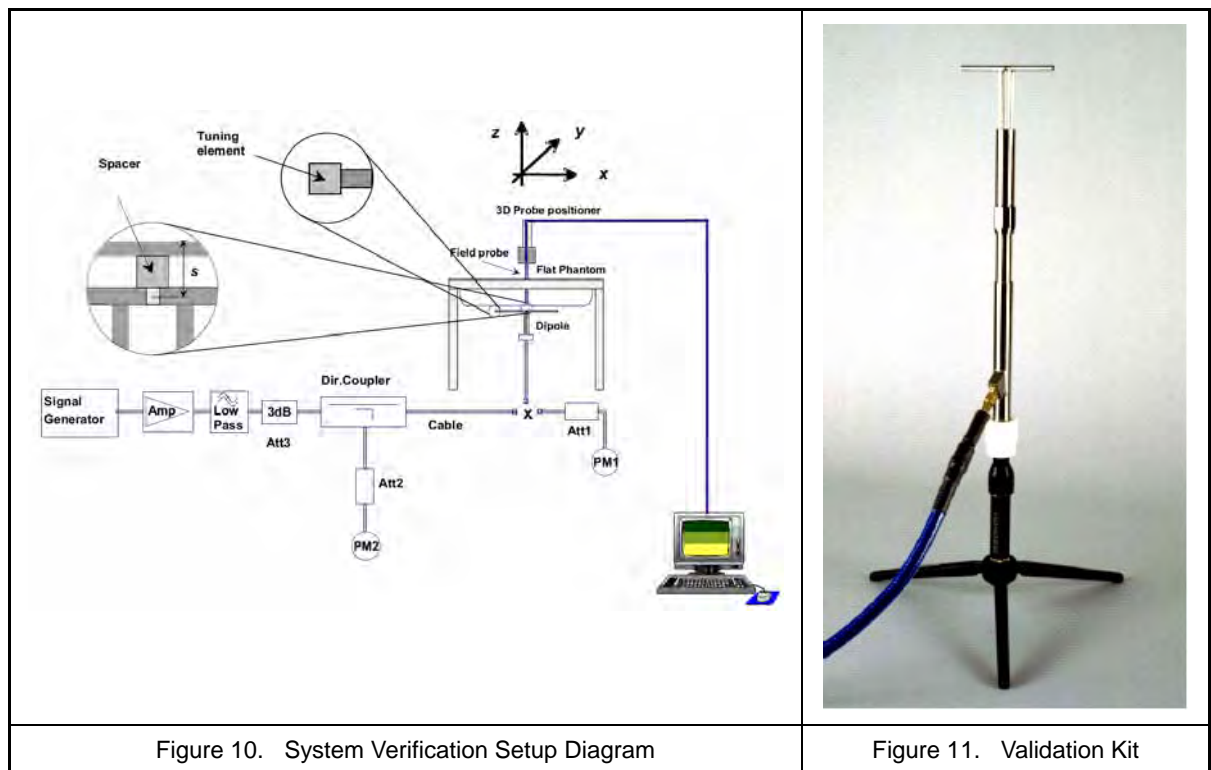 z
y
x
Tuning
element
Spacer
s
3D Probe positioner
Field probe
Flat Phantom
Dipole
Signal
Generator
Amp
Low
Pass
3dB
Att3
Dir.Coupler
Cable
x
Att1
PM1
Att2
PM2
Figure 10. System Verification Setup Diagram
Figure 11. Validation Kit